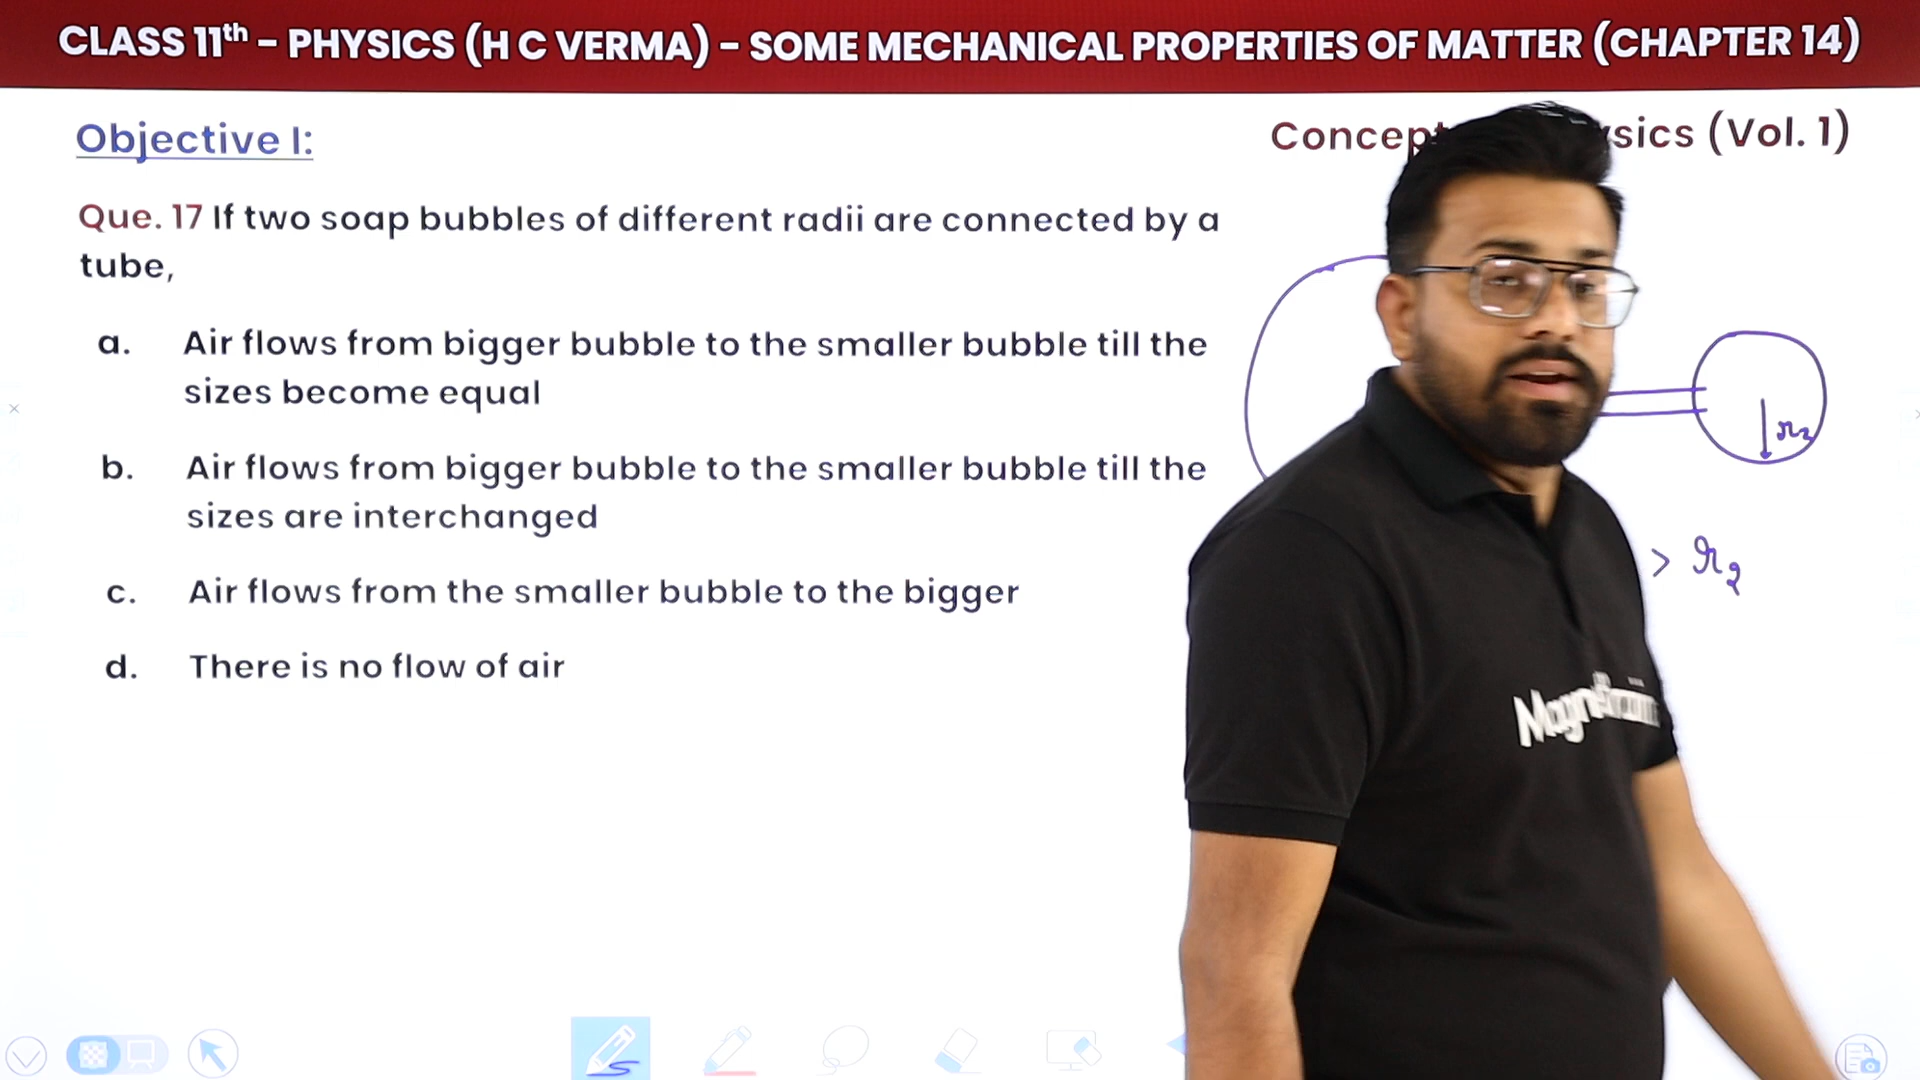 CLASS 11th – PHYSICS (H C VERMA) – SOME MECHANICAL PROPERTIES OF MATTER (CHAPTER 14)
Objective I:
(Vol. 1)
Que. 17 If two soap bubbles of different radii are connected by a
tube,
a. Air flows from bigger bubble to the smaller bubble till the
sizes become equal
b. Air flows from bigger bubble to the smaller bubble till the
sizes are interchanged
c. Air flows from the smaller bubble to the bigger
d. There is no flow of air
r₂
> r₂